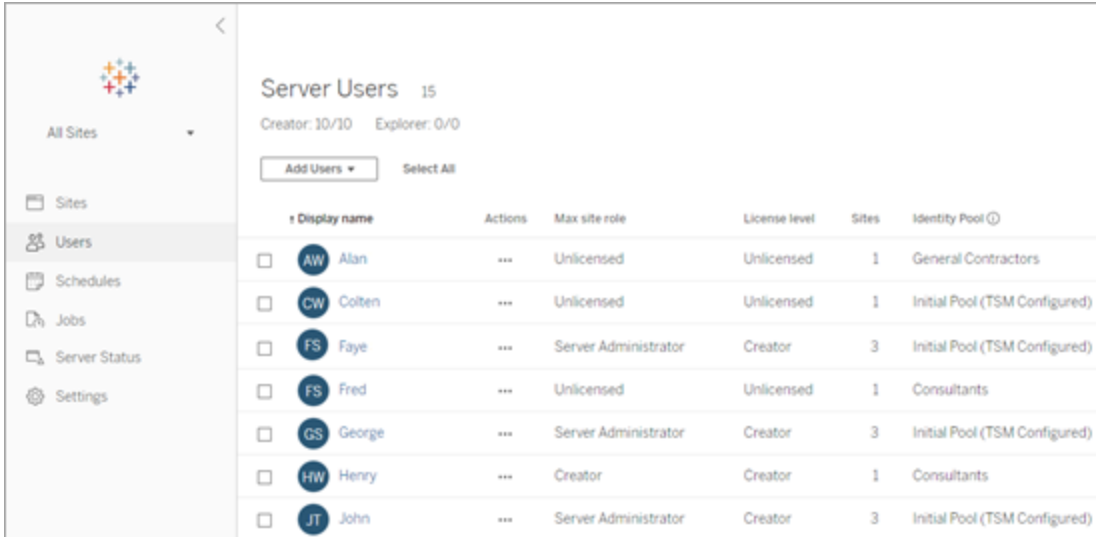 All Sites
Sites
Users
Schedules
Jobs
Server Status
Settings
Server Users 15
Creator: 10/10 Explorer: 0/0
Add Users Select All
↑ Display name Actions Max site role License level Sites Identity Pool
AW Alan Unlicensed Unlicensed 1 General Contractors
CW Colten Unlicensed Unlicensed 1 Initial Pool (TSM Configured)
FS Faye Server Administrator Creator 3 Initial Pool (TSM Configured)
FS Fred Unlicensed Unlicensed 1 Consultants
GS George Server Administrator Creator 3 Initial Pool (TSM Configured)
HW Henry Creator Creator 1 Consultants
JT John Server Administrator Creator 3 Initial Pool (TSM Configured)